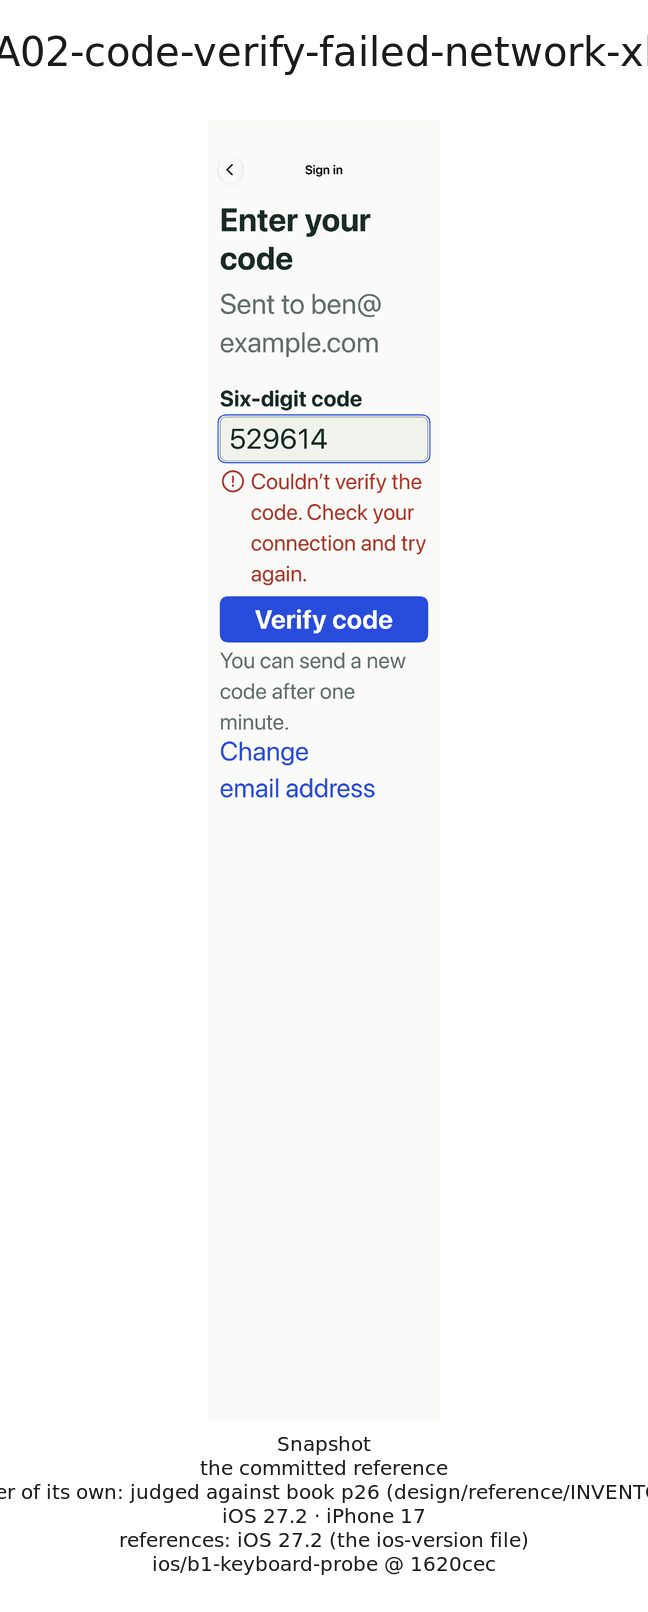 A02-code-verify-failed-network-x
Sign in
Enter your
code
Sent to ben@
example.com
Six-digit code
529614
Couldn’t verify the
code. Check your
connection and try
again.
Verify code
You can send a new
code after one
minute.
Change
email address
Snapshot
the committed reference
er of its own: judged against book p26 (design/reference/INVENTO
iOS 27.2 · iPhone 17
references: iOS 27.2 (the ios-version file)
ios/b1-keyboard-probe @ 1620cec